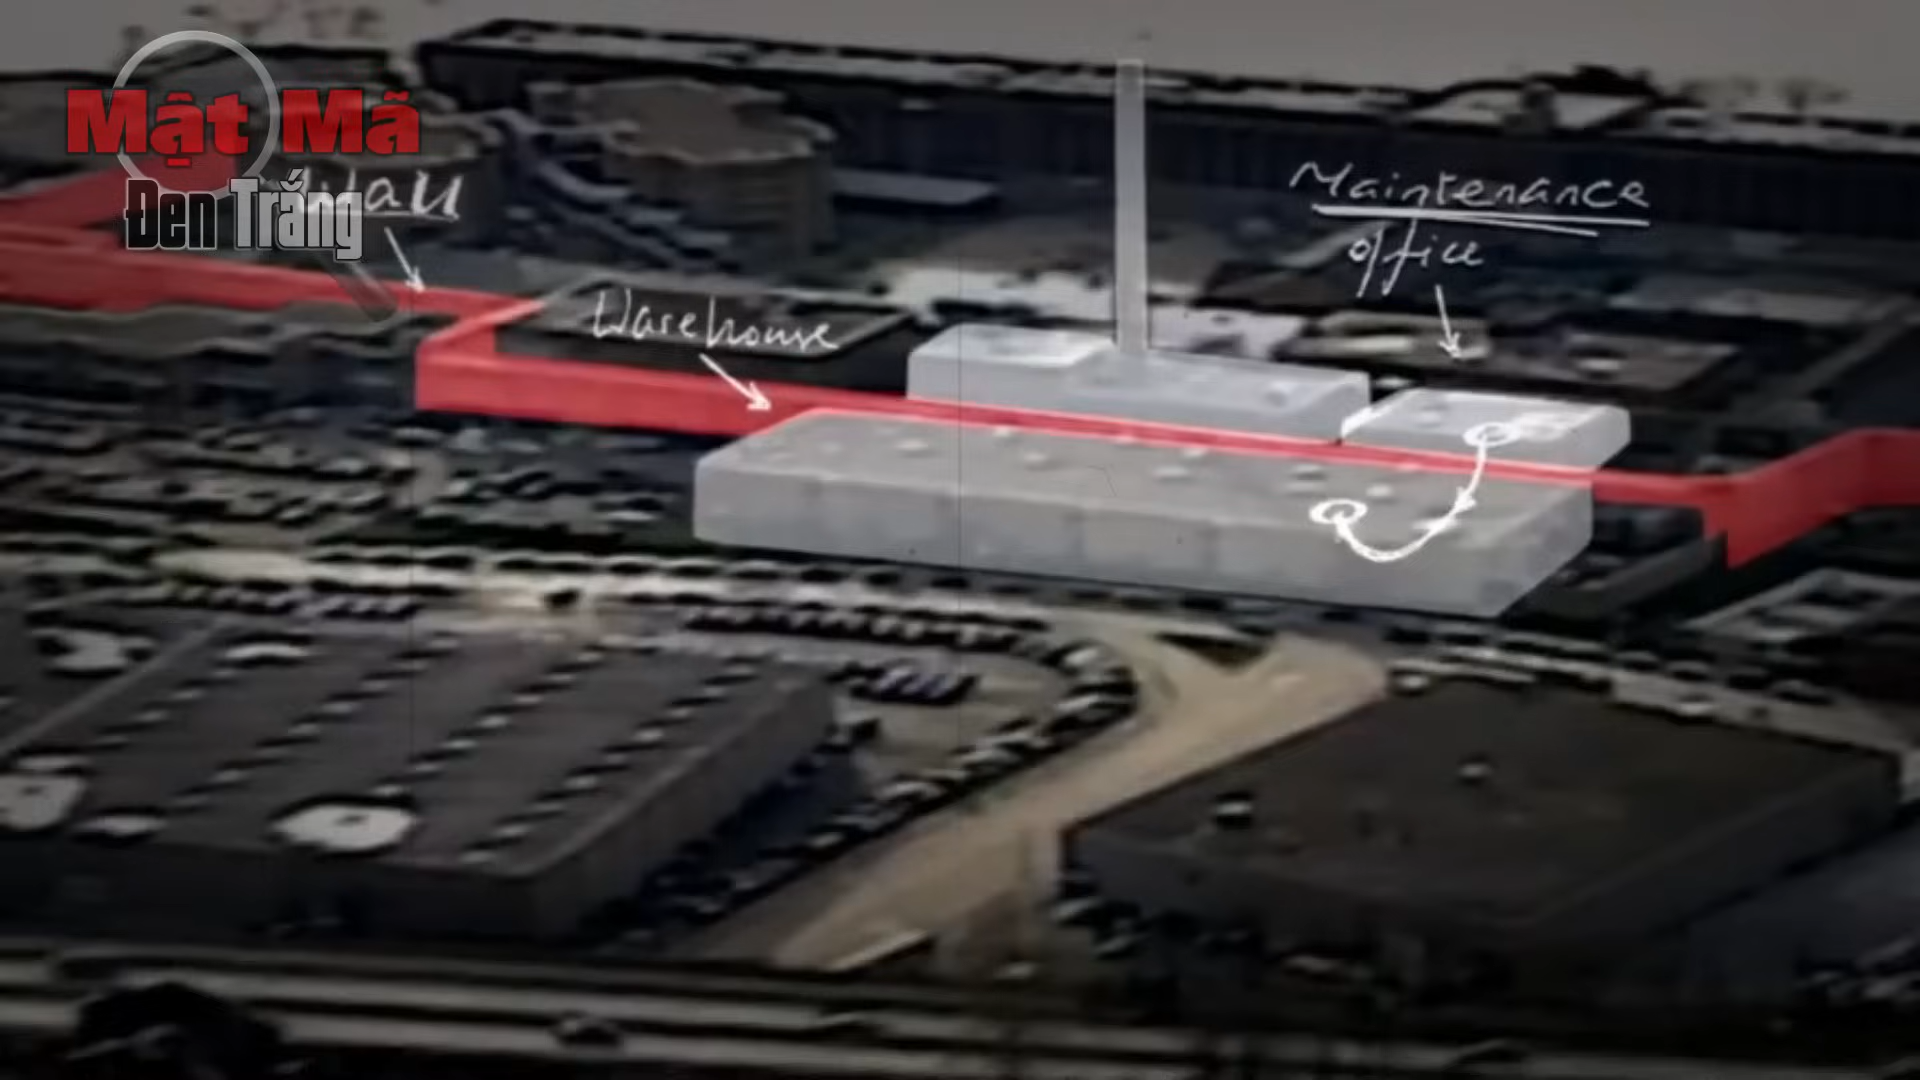 Mật Mã
Đen Trắng
Wall
Warehouse
Maintenance
office